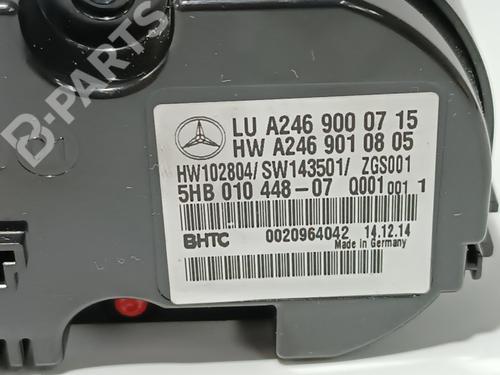 B-PARTS
LU A246 900 07 15
HW A246 901 08 05
HW102804/SW143501/ ZGS001
5HB 010 448-07 Q001 001 1
BHTC 0020964042 14.12.14
Made in Germany